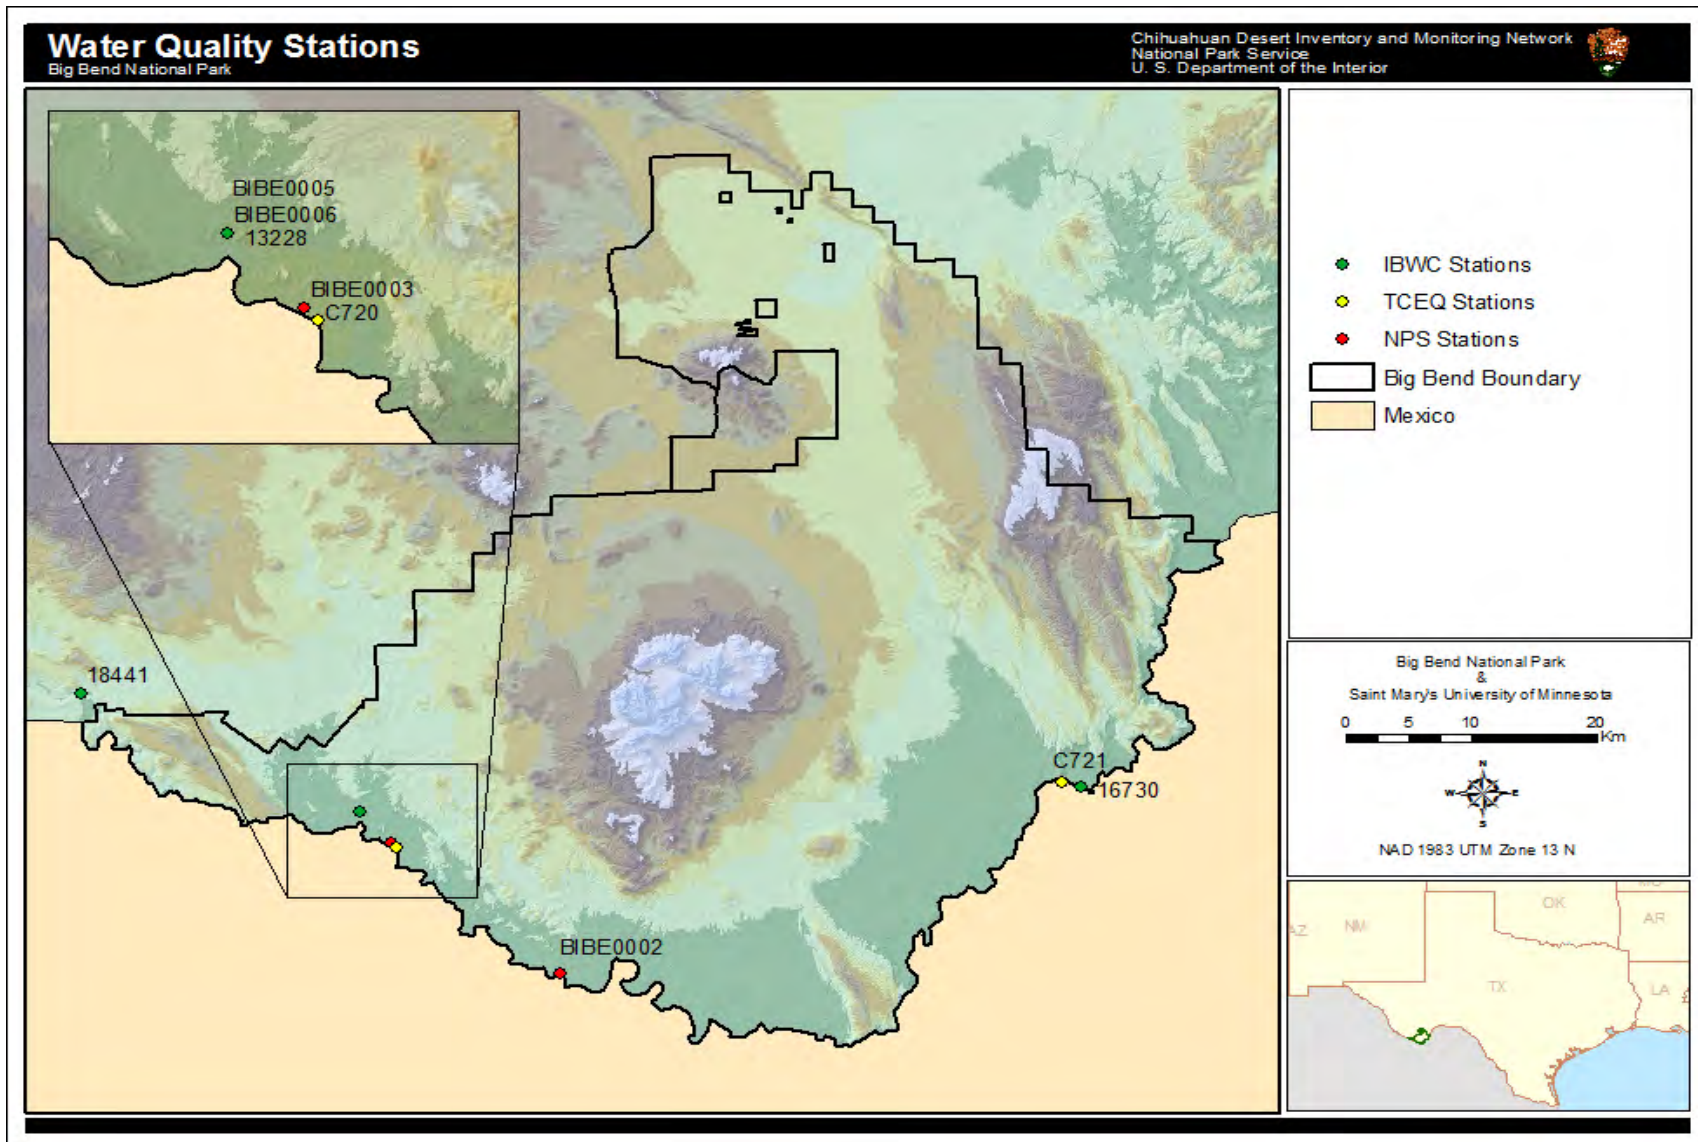 Water Quality Stations
Big Bend National Park
Chihuahuan Desert Inventory and Monitoring Network
National Park Service
U. S. Department of the Interior
BIBE0005
BIBE0006
13228
BIBE0003
C720
18441
C721
16730
BIBE0002
IBWC Stations
TCEQ Stations
NPS Stations
Big Bend Boundary
Mexico
Big Bend National Park
&
Saint Mary's University of Minnesota
0 5 10 20
Km
N
W E
S
NAD 1983 UTM Zone 13 N
MO
OK
AZ NM AR
TX LA